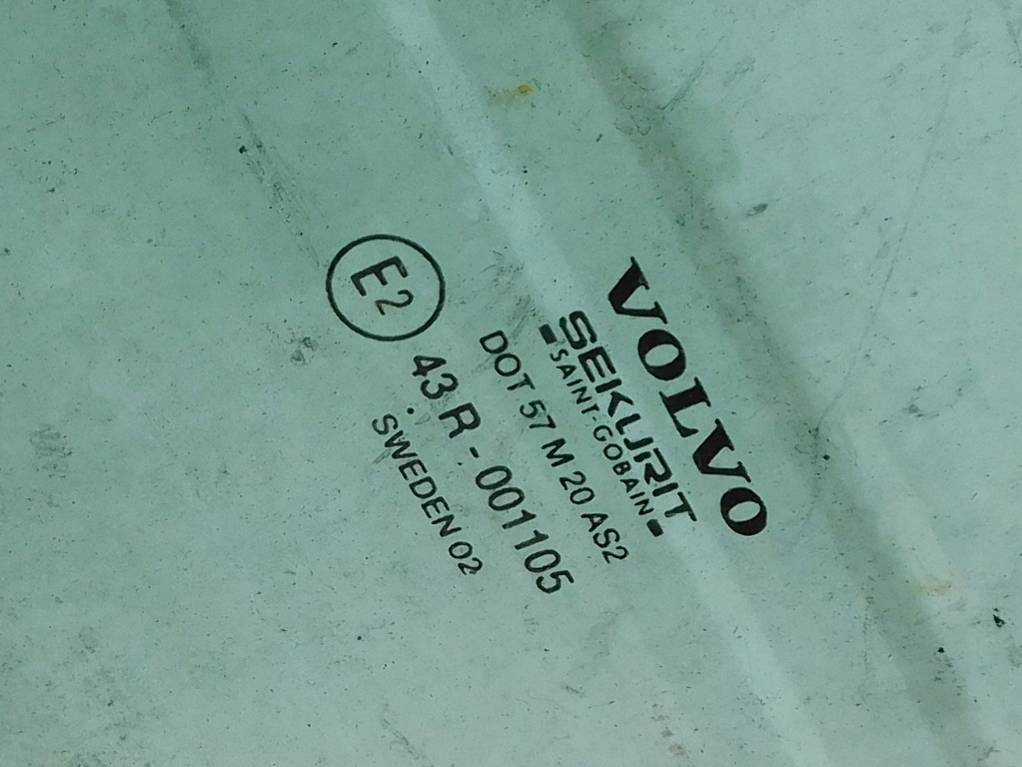 VOLVO
SEKURIT
SAINT-GOBAIN
DOT 57 M 20 AS2
E2
43 R - 001105
SWEDEN 02